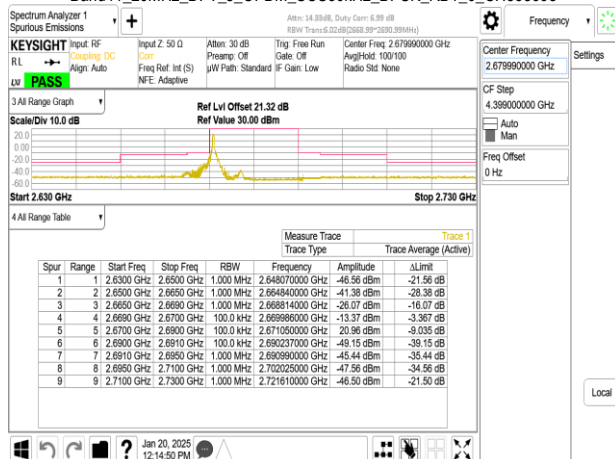 Spectrum Analyzer 1
Spurious Emissions
Attn: 14.33dB, Duty Corr: 6.99 dB
RBW Trans:6.02dB(2668.99~2690.99MHz)
Frequency
KEYSIGHT
RL
PASS
Input: RF
Coupling: DC
Align: Auto
Input Z: 50 Ω
Corr
Freq Ref: Int (S)
NFE: Adaptive
Atten: 30 dB
Preamp: Off
µW Path: Standard
Trig: Free Run
Gate: Off
IF Gain: Low
Center Freq: 2.679990000 GHz
Avg|Hold: 100/100
Radio Std: None
Center Frequency
2.679990000 GHz
Settings
CF Step
4.399000000 GHz
Auto
Man
Freq Offset
0 Hz
3 All Range Graph
Scale/Div 10.0 dB
Ref Lvl Offset 21.32 dB
Ref Value 30.00 dBm
20.0
0.00
-20.0
-40.0
-60.0
Start 2.630 GHz
Stop 2.730 GHz
4 All Range Table
Measure Trace Trace 1
Trace Type Trace Average (Active)
Spur Range Start Freq Stop Freq RBW Frequency Amplitude ΔLimit
1 1 2.6300 GHz 2.6500 GHz 1.000 MHz 2.648070000 GHz -46.56 dBm -21.56 dB
2 2 2.6500 GHz 2.6650 GHz 1.000 MHz 2.664840000 GHz -41.38 dBm -28.38 dB
3 3 2.6650 GHz 2.6690 GHz 1.000 MHz 2.668814000 GHz -26.07 dBm -16.07 dB
4 4 2.6690 GHz 2.6700 GHz 100.0 kHz 2.669986000 GHz -13.37 dBm -3.367 dB
5 5 2.6700 GHz 2.6900 GHz 100.0 kHz 2.671050000 GHz 20.96 dBm -9.035 dB
6 6 2.6900 GHz 2.6910 GHz 100.0 kHz 2.690237000 GHz -49.15 dBm -39.15 dB
7 7 2.6910 GHz 2.6950 GHz 1.000 MHz 2.690990000 GHz -45.44 dBm -35.44 dB
8 8 2.6950 GHz 2.7100 GHz 1.000 MHz 2.702025000 GHz -47.56 dBm -34.56 dB
9 9 2.7100 GHz 2.7300 GHz 1.000 MHz 2.721610000 GHz -46.50 dBm -21.50 dB
Local
Jan 20, 2025
12:14:50 PM